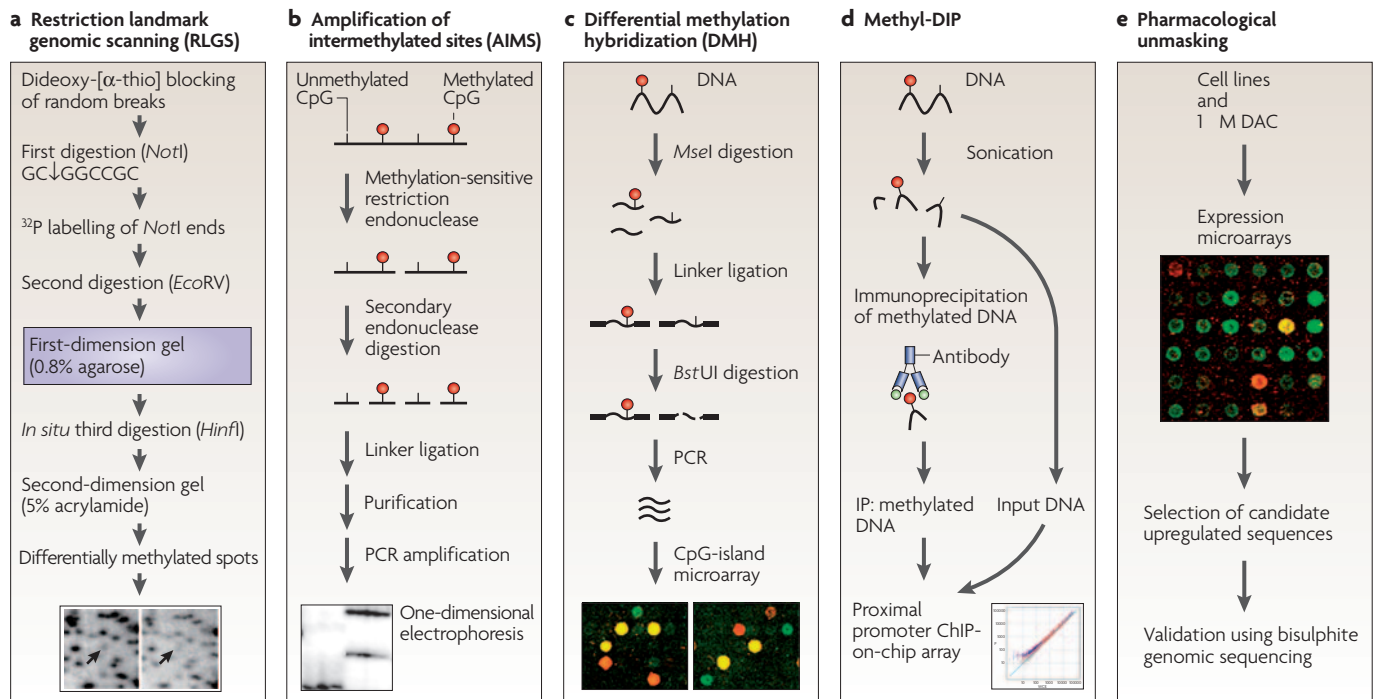 a Restriction landmark
genomic scanning (RLGS)
Dideoxy-[α-thio] blocking
of random breaks
First digestion (NotI)
GC↓GGCCGC
³²P labelling of NotI ends
Second digestion (EcoRV)
First-dimension gel
(0.8% agarose)
In situ third digestion (HinfI)
Second-dimension gel
(5% acrylamide)
Differentially methylated spots
b Amplification of
intermethylated sites (AIMS)
Unmethylated
CpG
Methylated
CpG
Methylation-sensitive
restriction
endonuclease
Secondary
endonuclease
digestion
Linker ligation
Purification
PCR amplification
One-dimensional
electrophoresis
c Differential methylation
hybridization (DMH)
DNA
MseI digestion
Linker ligation
BstUI digestion
PCR
CpG-island
microarray
d Methyl-DIP
DNA
Sonication
Immunoprecipitation
of methylated DNA
Antibody
IP: methylated
DNA
Input DNA
Proximal
promoter ChIP-
on-chip array
e Pharmacological
unmasking
Cell lines
and
1 M DAC
Expression
microarrays
Selection of candidate
upregulated sequences
Validation using bisulphite
genomic sequencing